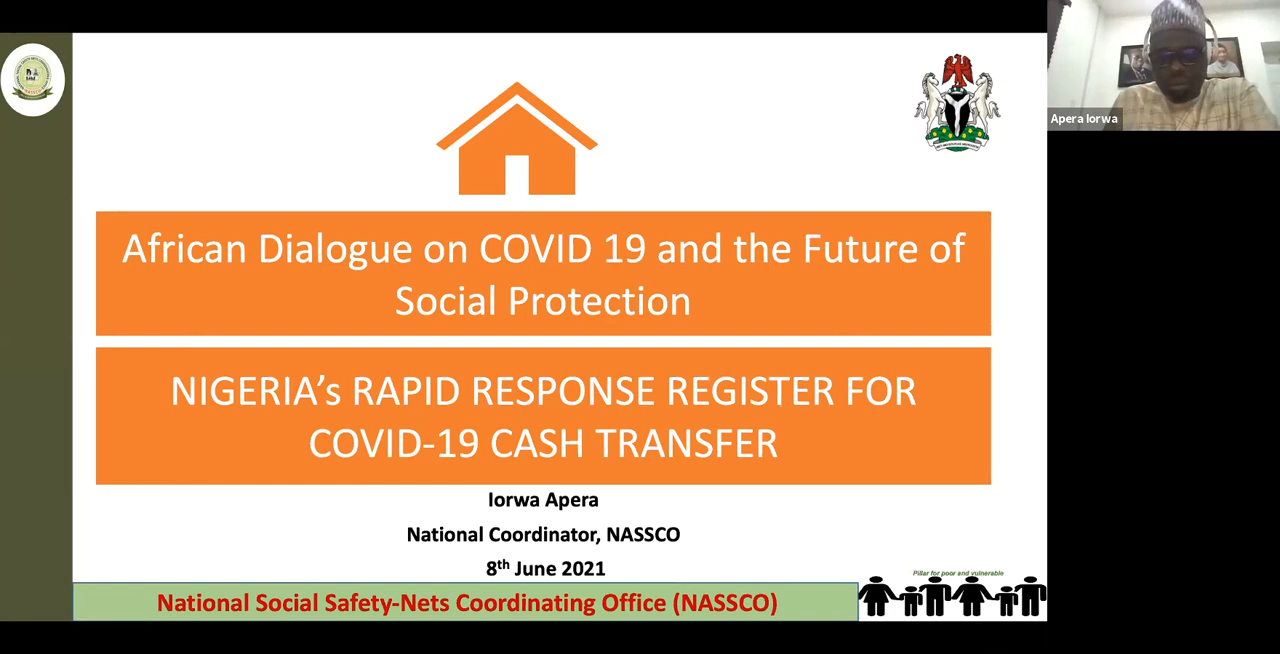 African Dialogue on COVID 19 and the Future of
Social Protection
NIGERIA’s RAPID RESPONSE REGISTER FOR
COVID-19 CASH TRANSFER
Iorwa Apera
National Coordinator, NASSCO
8th June 2021
Pillar for poor and vulnerable
National Social Safety-Nets Coordinating Office (NASSCO)
Apera Iorwa